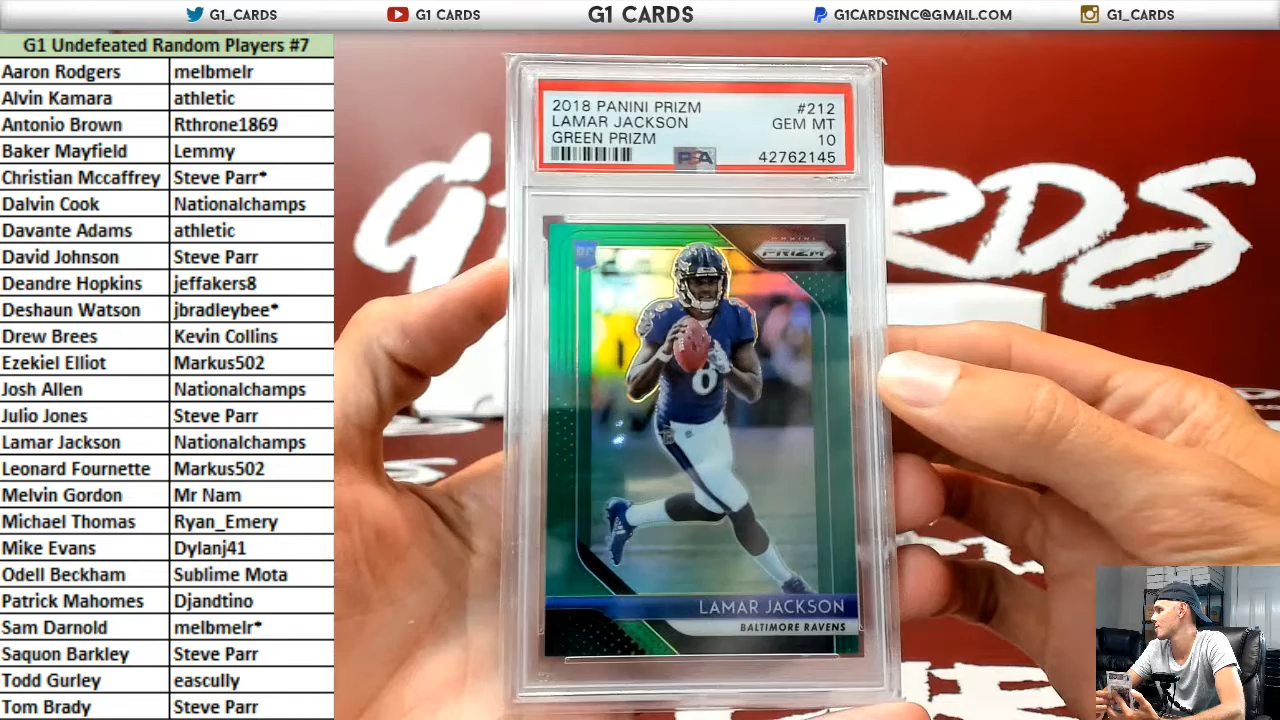 G1_CARDS
G1 CARDS
G1 CARDS
G1CARDSINC@GMAIL.COM
G1_CARDS
G1 Undefeated Random Players #7
Aaron Rodgers melbmelr
Alvin Kamara athletic
Antonio Brown Rthrone1869
Baker Mayfield Lemmy
Christian Mccaffrey Steve Parr*
Dalvin Cook Nationalchamps
Davante Adams athletic
David Johnson Steve Parr
Deandre Hopkins jeffakers8
Deshaun Watson jbradleybee*
Drew Brees Kevin Collins
Ezekiel Elliot Markus502
Josh Allen Nationalchamps
Julio Jones Steve Parr
Lamar Jackson Nationalchamps
Leonard Fournette Markus502
Melvin Gordon Mr Nam
Michael Thomas Ryan_Emery
Mike Evans Dylanj41
Odell Beckham Sublime Mota
Patrick Mahomes Djandtino
Sam Darnold melbmelr*
Saquon Barkley Steve Parr
Todd Gurley eascully
Tom Brady Steve Parr
2018 PANINI PRIZM #212
LAMAR JACKSON GEM MT
GREEN PRIZM 10
PSA 42762145
RC
PANINI
PRIZM
8
LAMAR JACKSON
BALTIMORE RAVENS